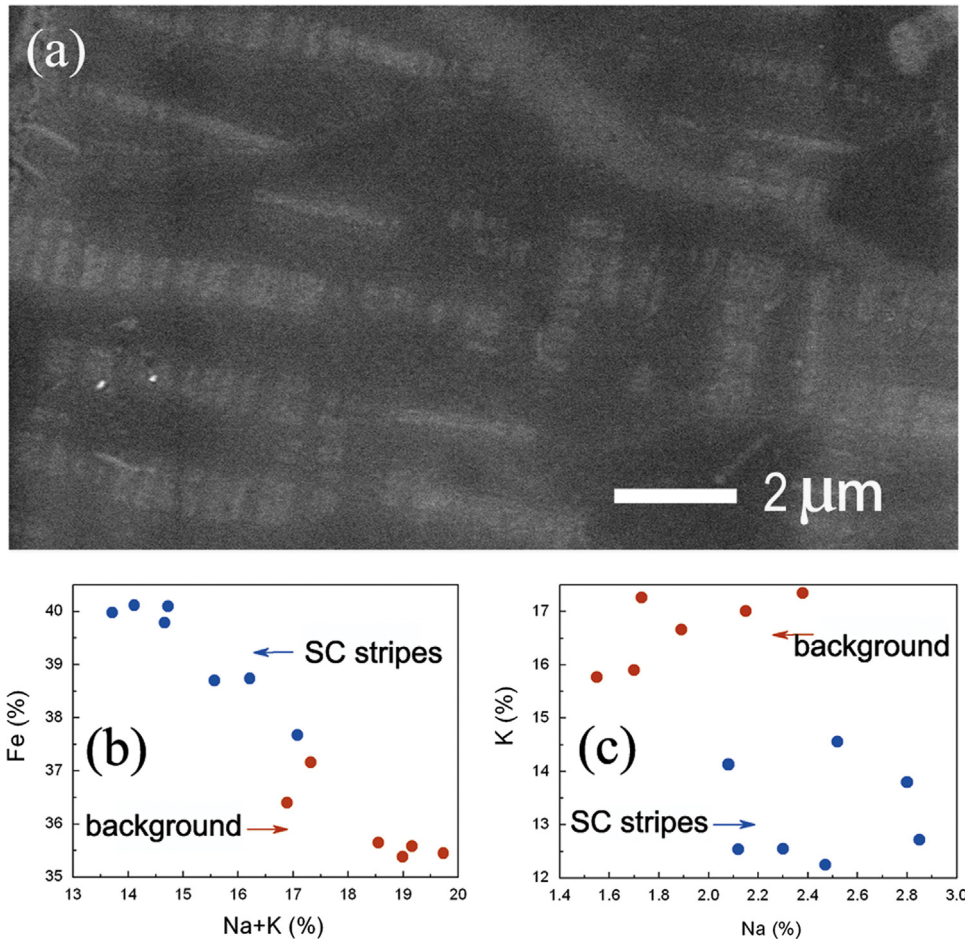 (a)
2 μm
40
39
38
37
36
35
Fe (%)
SC stripes
(b)
background
13 14 15 16 17 18 19 20
Na+K (%)
17
16
15
14
13
12
K (%)
background
(c)
SC stripes
1.4 1.6 1.8 2.0 2.2 2.4 2.6 2.8 3.0
Na (%)